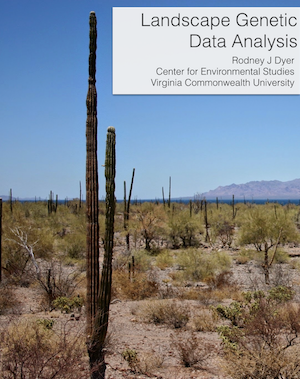 Landscape Genetic
Data Analysis
Rodney J Dyer
Center for Environmental Studies
Virginia Commonwealth University